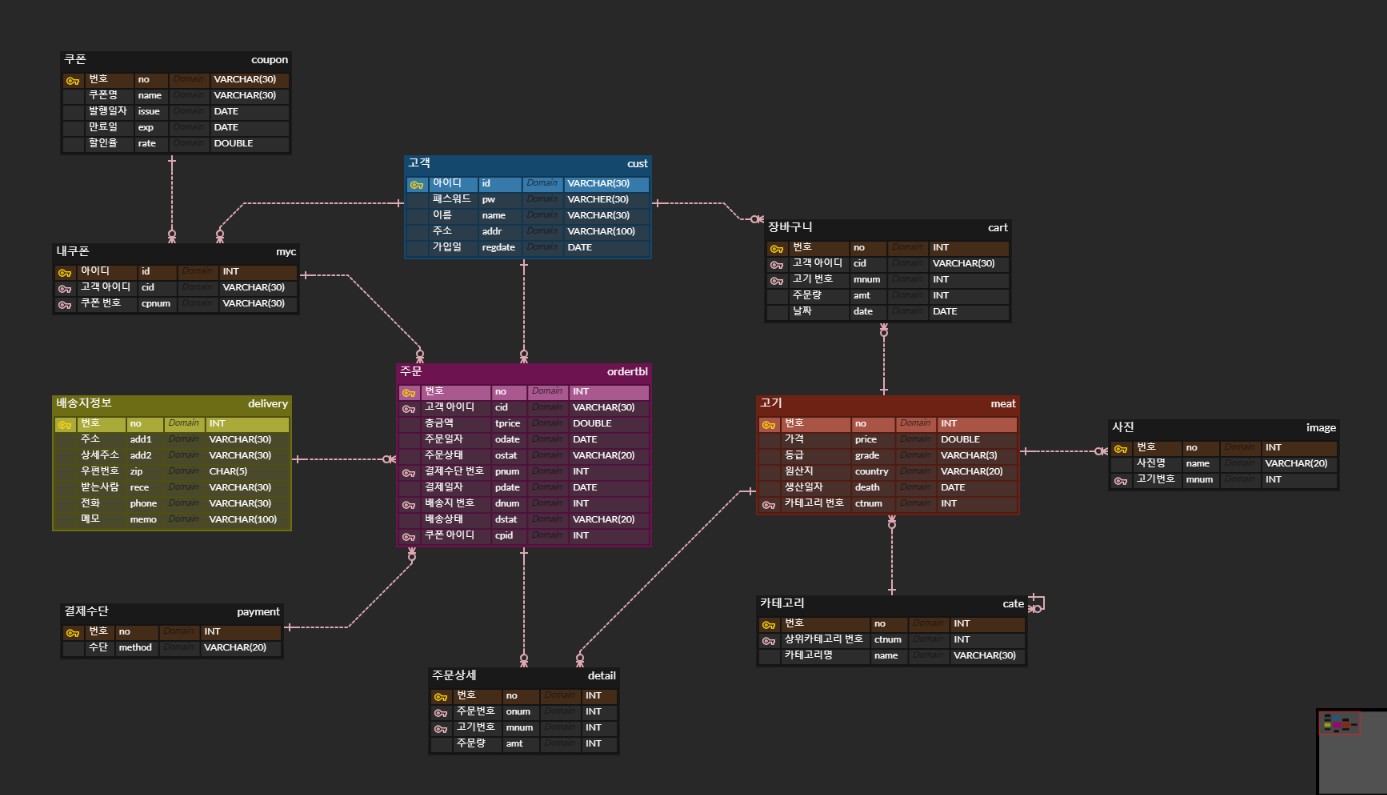 쿠폰 coupon
번호 no Domain VARCHAR(30)
쿠폰명 name Domain VARCHAR(30)
발행일자 issue Domain DATE
만료일 exp Domain DATE
할인율 rate Domain DOUBLE
고객 cust
아이디 id Domain VARCHAR(30)
패스워드 pw Domain VARCHER(30)
이름 name Domain VARCHAR(30)
주소 addr Domain VARCHAR(100)
가입일 regdate Domain DATE
장바구니 cart
번호 no Domain INT
고객 아이디 cid Domain VARCHAR(30)
고기 번호 mnum Domain INT
주문량 amt Domain INT
날짜 date Domain DATE
내쿠폰 myc
아이디 id Domain INT
고객 아이디 cid Domain VARCHAR(30)
쿠폰 번호 cpnum Domain VARCHAR(30)
주문 ordertbl
번호 no Domain INT
고객 아이디 cid Domain VARCHAR(30)
총금액 tprice Domain DOUBLE
주문일자 odate Domain DATE
주문상태 ostat Domain VARCHAR(20)
결제수단 번호 pnum Domain INT
결제일자 pdate Domain DATE
배송지 번호 dnum Domain INT
배송상태 dstat Domain VARCHAR(20)
쿠폰 아이디 cpid Domain INT
배송지정보 delivery
번호 no Domain INT
주소 add1 Domain VARCHAR(30)
상세주소 add2 Domain VARCHAR(30)
우편번호 zip Domain CHAR(5)
받는사람 rece Domain VARCHAR(30)
전화 phone Domain VARCHAR(30)
메모 memo Domain VARCHAR(100)
고기 meat
번호 no Domain INT
가격 price Domain DOUBLE
등급 grade Domain VARCHAR(3)
원산지 country Domain VARCHAR(20)
생산일자 death Domain DATE
카테고리 번호 ctnum Domain INT
사진 image
번호 no Domain INT
사진명 name Domain VARCHAR(20)
고기번호 mnum Domain INT
결제수단 payment
번호 no Domain INT
수단 method Domain VARCHAR(20)
카테고리 cate
번호 no Domain INT
상위카테고리 번호 ctnum Domain INT
카테고리명 name Domain VARCHAR(30)
주문상세 detail
번호 no Domain INT
주문번호 onum Domain INT
고기번호 mnum Domain INT
주문량 amt Domain INT